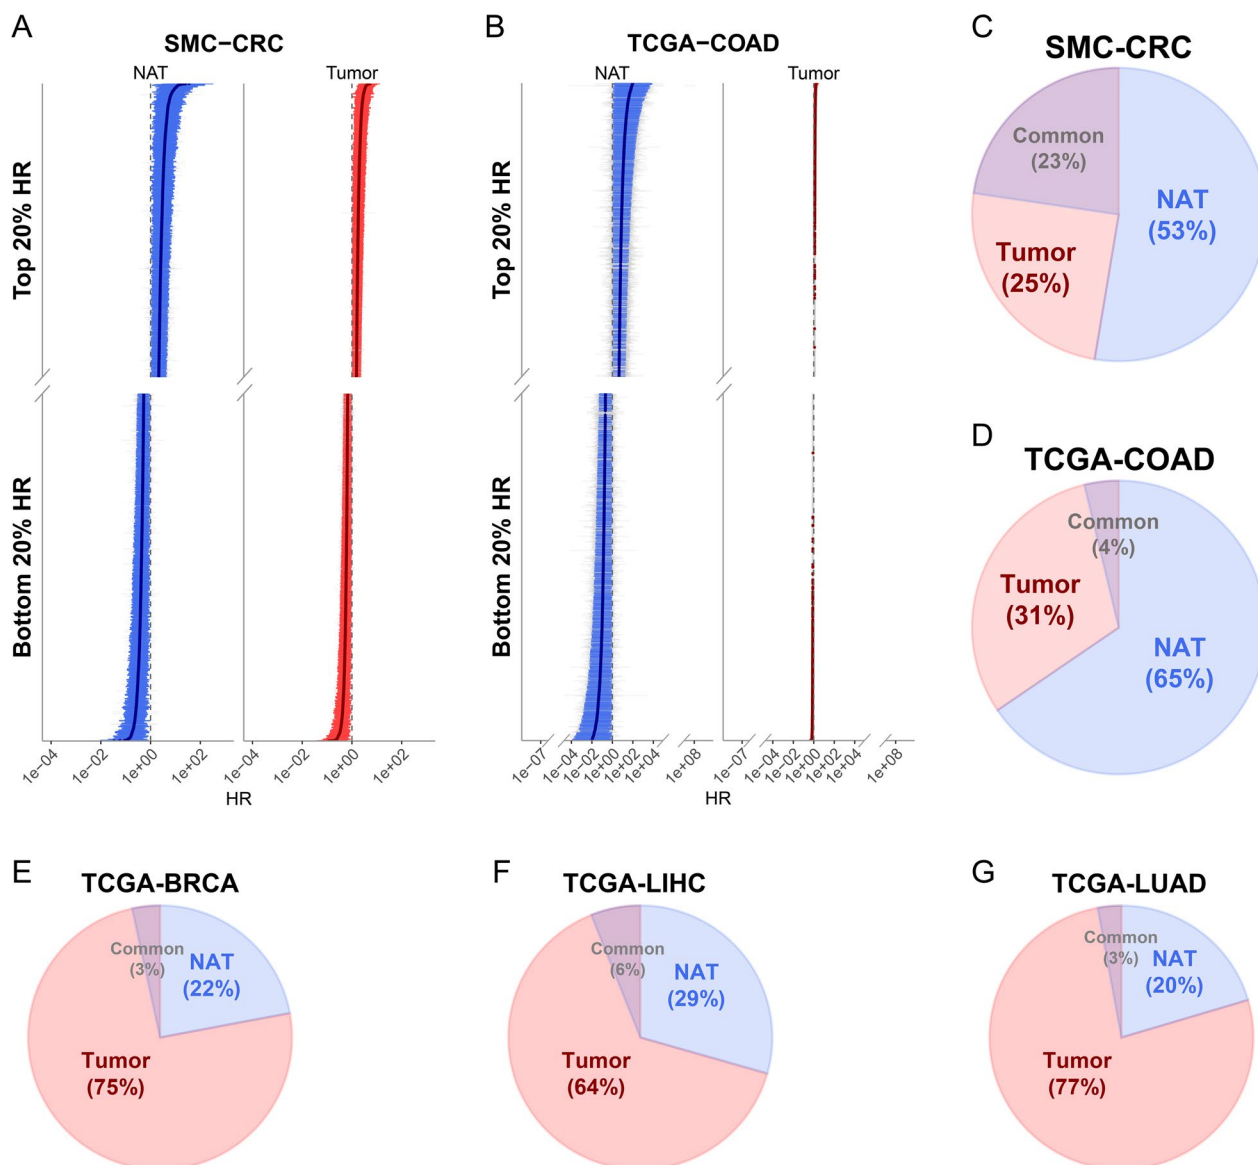 A
SMC−CRC
NAT
Tumor
Top 20% HR
Bottom 20% HR
1e−04
1e−02
1e+00
1e+02
1e−04
1e−02
1e+00
1e+02
HR
B
TCGA−COAD
NAT
Tumor
Top 20% HR
Bottom 20% HR
1e−07
1e−04
1e−02
1e+00
1e+02
1e+04
1e+08
1e−07
1e−04
1e−02
1e+00
1e+02
1e+04
1e+08
HR
C
SMC-CRC
Common
(23%)
NAT
(53%)
Tumor
(25%)
D
TCGA-COAD
Common
(4%)
Tumor
(31%)
NAT
(65%)
E
TCGA-BRCA
Common
(3%)
NAT
(22%)
Tumor
(75%)
F
TCGA-LIHC
Common
(6%)
NAT
(29%)
Tumor
(64%)
G
TCGA-LUAD
Common
(3%)
NAT
(20%)
Tumor
(77%)